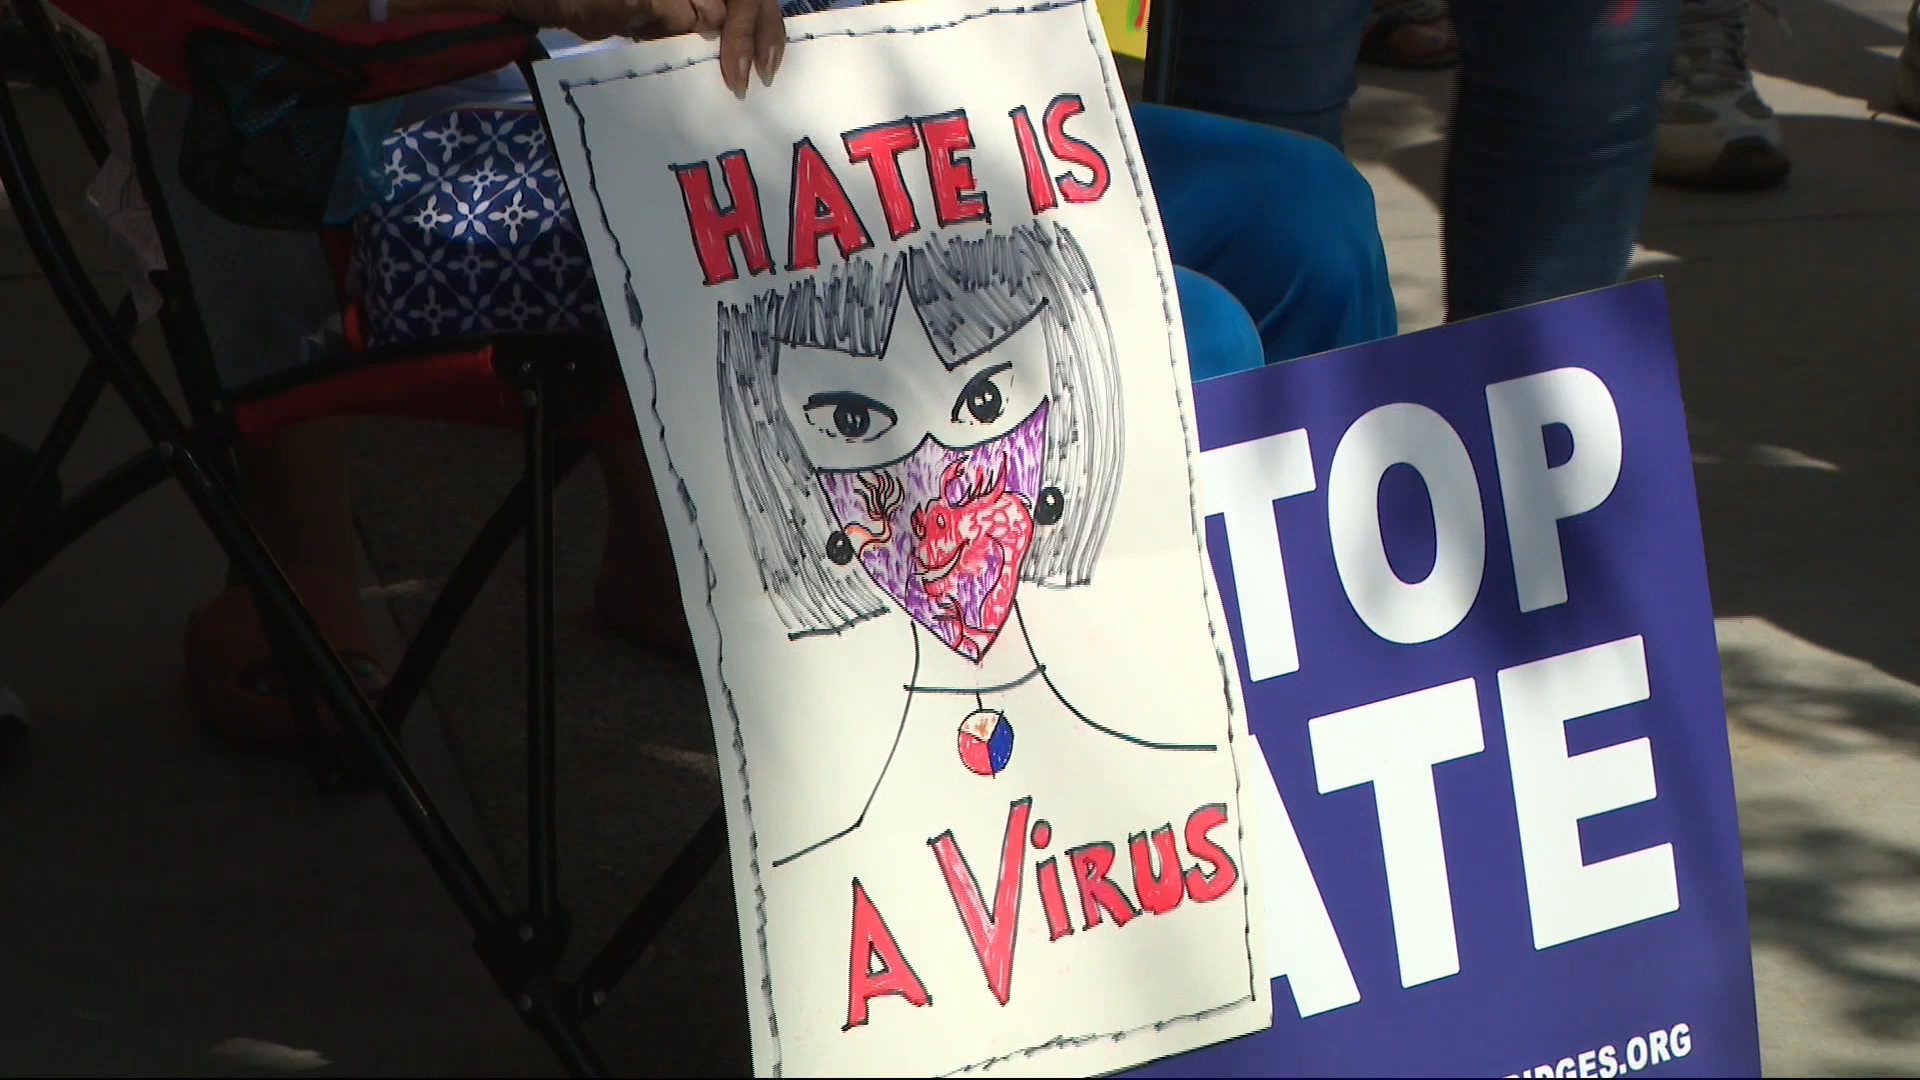 HATE IS
A VIRUS
TOP
ATE
IDGES.ORG